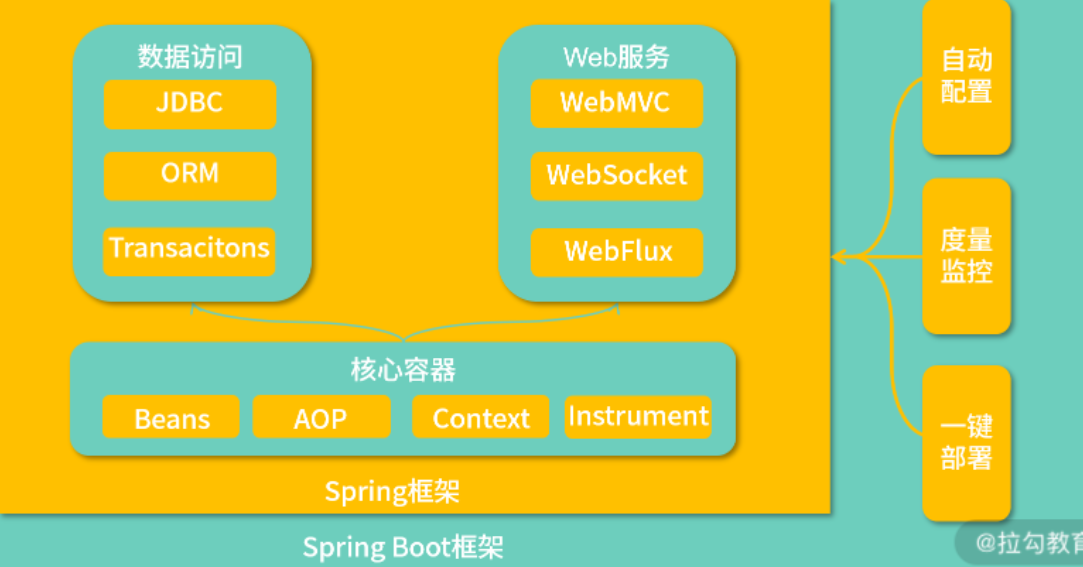 数据访问
JDBC
ORM
Transacitons
Web服务
WebMVC
WebSocket
WebFlux
核心容器
Beans
AOP
Context
Instrument
Spring框架
Spring Boot框架
自动
配置
度量
监控
一键
部署
@拉勾教育